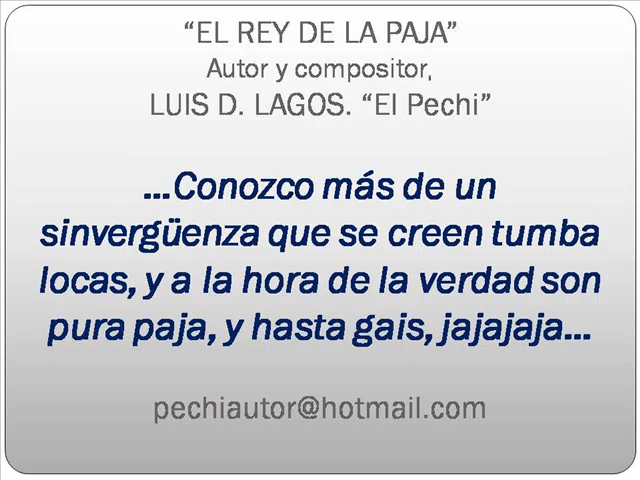 “EL REY DE LA PAJA”
Autor y compositor,
LUIS D. LAGOS. “El Pechi”
...Conozco más de un
sinvergüenza que se creen tumba
locas, y a la hora de la verdad son
pura paja, y hasta gais, jajajaja...
pechiautor@hotmail.com